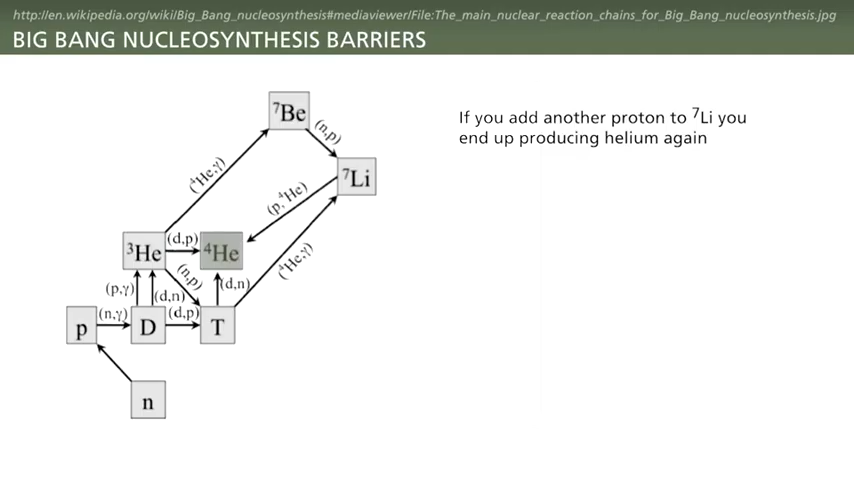 http://en.wikipedia.org/wiki/Big_Bang_nucleosynthesis#mediaviewer/File:The_main_nuclear_reaction_chains_for_Big_Bang_nucleosynthesis.jpg
BIG BANG NUCLEOSYNTHESIS BARRIERS
If you add another proton to ⁷Li you
end up producing helium again
⁷Be
(n,p)
(⁴He,γ)
⁷Li
(p,⁴He)
³He
(d,p)
⁴He
(⁴He,γ)
(n,p)
(p,γ)
(d,n)
(d,n)
p
(n,γ)
D
(d,p)
T
n